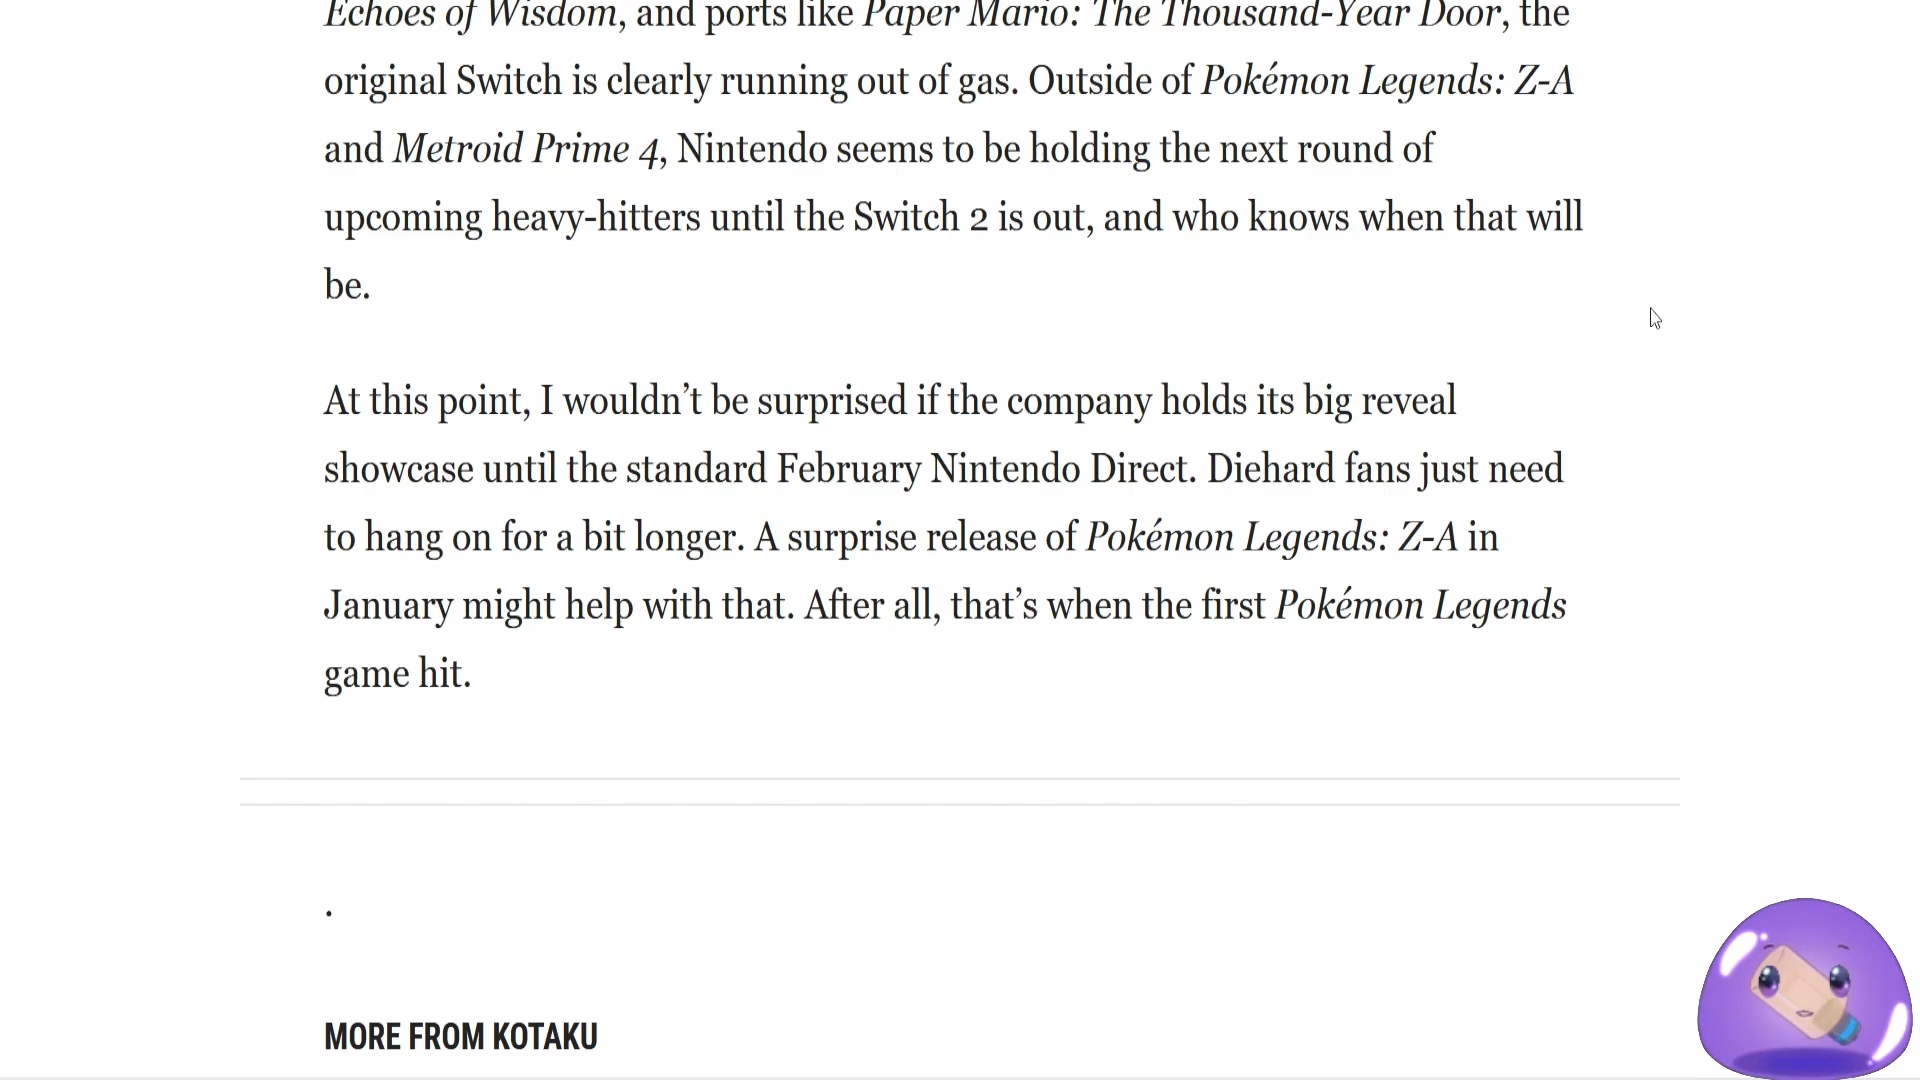 Echoes of Wisdom, and ports like Paper Mario: The Thousand-Year Door, the
original Switch is clearly running out of gas. Outside of Pokémon Legends: Z-A
and Metroid Prime 4, Nintendo seems to be holding the next round of
upcoming heavy-hitters until the Switch 2 is out, and who knows when that will
be.
At this point, I wouldn’t be surprised if the company holds its big reveal
showcase until the standard February Nintendo Direct. Diehard fans just need
to hang on for a bit longer. A surprise release of Pokémon Legends: Z-A in
January might help with that. After all, that’s when the first Pokémon Legends
game hit.
.
MORE FROM KOTAKU